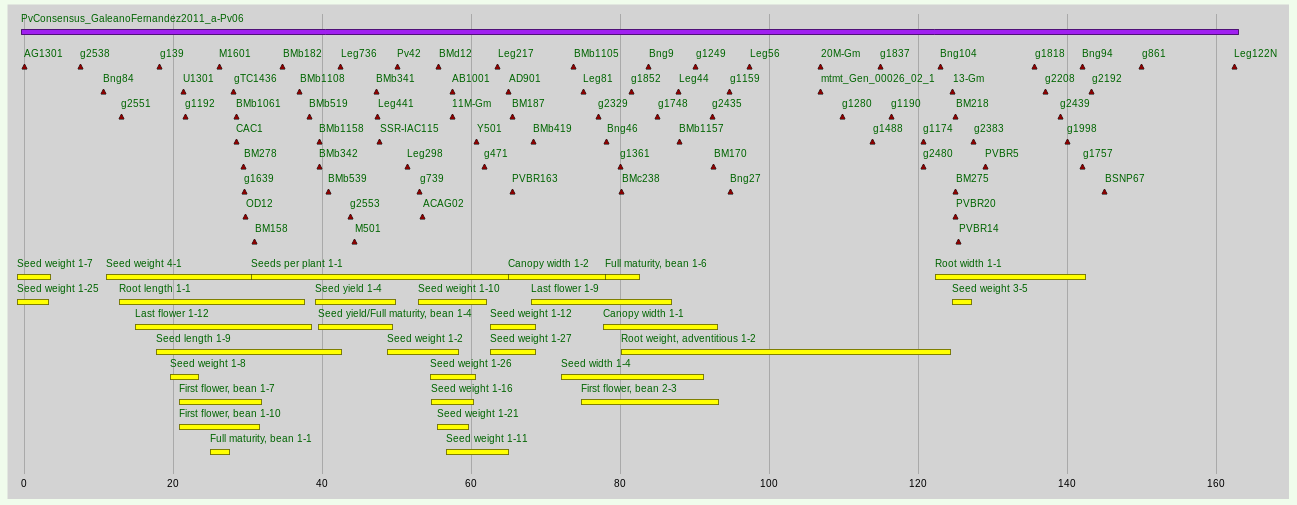 PvConsensus_GaleanoFernandez2011_a-Pv06
AG1301 g2538 g139 M1601 BMb182 Leg736 Pv42 BMd12 Leg217 BMb1105 Bng9 g1249 Leg56 20M-Gm g1837 Bng104 g1818 Bng94 g861 Leg122N
Bng84 U1301 gTC1436 BMb1108 BMb341 AB1001 AD901 Leg81 g1852 Leg44 g1159 mtmt_Gen_00026_02_1 13-Gm g2208 g2192
g2551 g1192 BMb1061 BMb519 Leg441 11M-Gm BM187 g2329 g1748 g2435 g1280 g1190 BM218 g2439
CAC1 BMb1158 SSR-IAC115 Y501 BMb419 Bng46 BMb1157 g1488 g1174 g2383 g1998
BM278 BMb342 Leg298 g471 g1361 BM170 g2480 PVBR5 g1757
g1639 BMb539 g739 PVBR163 BMc238 Bng27 BM275 BSNP67
OD12 g2553 ACAG02 PVBR20
BM158 M501 PVBR14
Seed weight 1-7 Seed weight 4-1 Seeds per plant 1-1 Canopy width 1-2 Full maturity, bean 1-6 Root width 1-1
Seed weight 1-25 Root length 1-1 Seed yield 1-4 Seed weight 1-10 Last flower 1-9 Seed weight 3-5
Last flower 1-12 Seed yield/Full maturity, bean 1-4 Seed weight 1-12 Canopy width 1-1
Seed length 1-9 Seed weight 1-2 Seed weight 1-27 Root weight, adventitious 1-2
Seed weight 1-8 Seed weight 1-26 Seed width 1-4
First flower, bean 1-7 Seed weight 1-16 First flower, bean 2-3
First flower, bean 1-10 Seed weight 1-21
Full maturity, bean 1-1 Seed weight 1-11
0 20 40 60 80 100 120 140 160